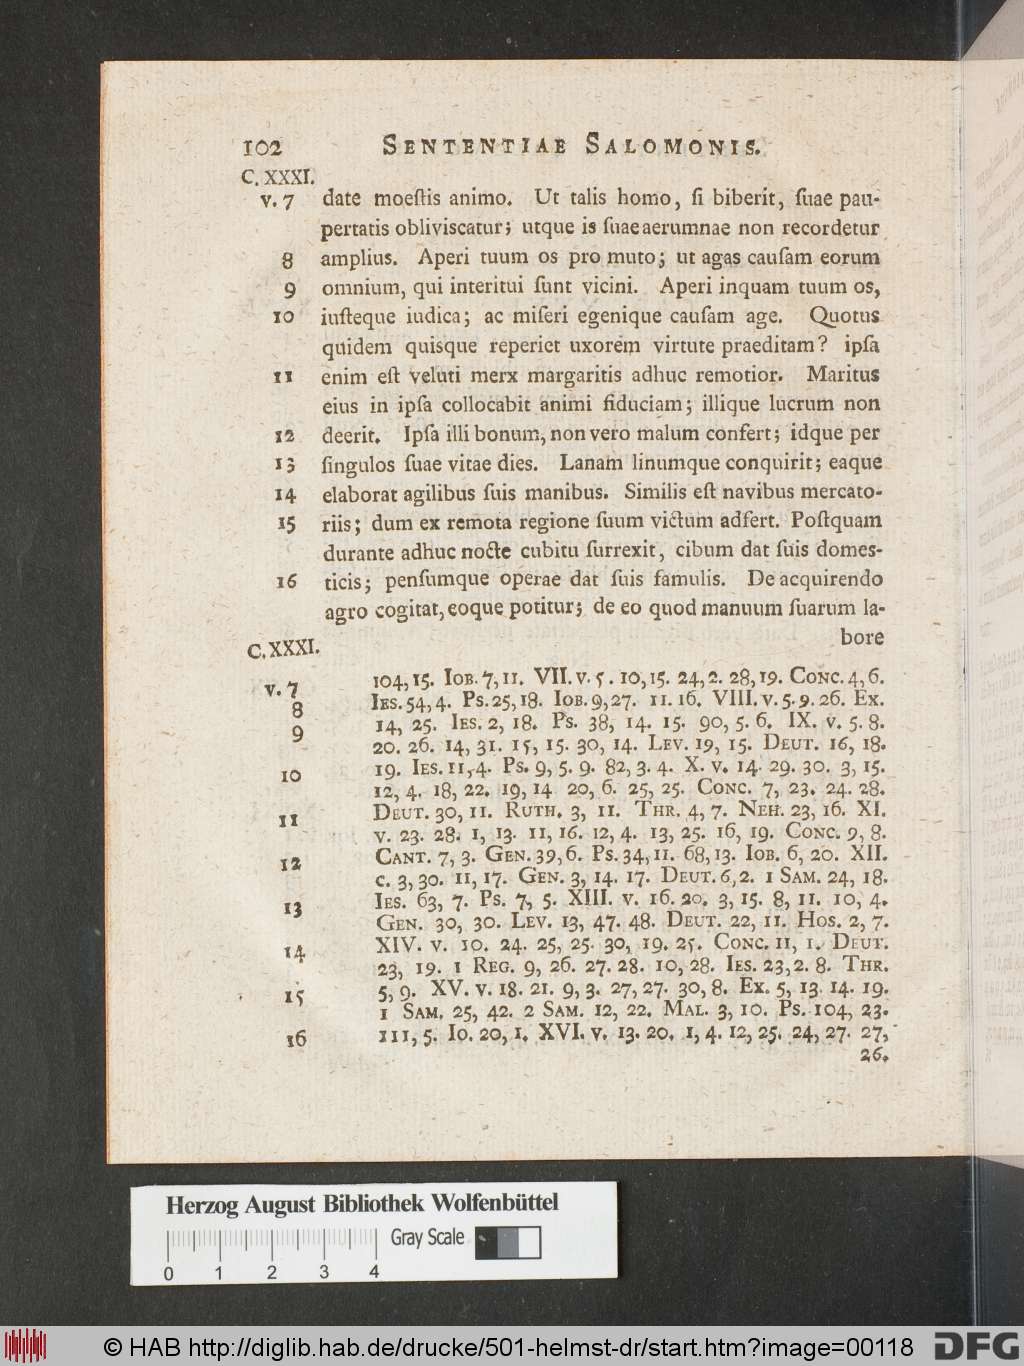 102 SENTENTIAE SALOMONIS.
C. XXXI.
v. 7 date moeſtis animo. Ut talis homo, ſi biberit, ſuae pau-
pertatis obliviscatur; utque is ſuae aerumnae non recordetur
8 amplius. Aperi tuum os pro muto; ut agas cauſam eorum
9 omnium, qui interitui ſunt vicini. Aperi inquam tuum os,
10 iuſteque iudica; ac miſeri egenique cauſam age. Quotus
quidem quisque reperiet uxorem virtute praeditam? ipſa
11 enim eſt veluti merx margaritis adhuc remotior. Maritus
eius in ipſa collocabit animi fiduciam; illique lucrum non
12 deerit. Ipſa illi bonum, non vero malum confert; idque per
13 ſingulos ſuae vitae dies. Lanam linumque conquirit; eaque
14 elaborat agilibus ſuis manibus. Similis eſt navibus mercato-
15 riis; dum ex remota regione ſuum victum adfert. Poſtquam
durante adhuc nocte cubitu ſurrexit, cibum dat ſuis domes-
16 ticis; penſumque operae dat ſuis famulis. De acquirendo
agro cogitat, eoque potitur; de eo quod manuum ſuarum la-
bore
C. XXXI.
v. 7 104, 15. IOB. 7, 11. VII. v. 5. 10, 15. 24, 2. 28, 19. CONC. 4, 6.
8 IES. 54, 4. PS. 25, 18. IOB. 9, 27. 11. 16. VIII. v. 5. 9. 26. EX.
14, 25. IES. 2, 18. PS. 38, 14. 15. 90, 5. 6. IX. v. 5. 8.
9 20. 26. 14, 31. 15, 15. 30, 14. LEV. 19, 15. DEUT. 16, 18.
19. IES. 11, 4. PS. 9, 5. 9. 82, 3. 4. X. v. 14. 29. 30. 3, 15.
10 12, 4. 18, 22. 19, 14 20, 6. 25, 25. CONC. 7, 23. 24. 28.
DEUT. 30, 11. RUTH. 3, 11. THR. 4, 7. NEH. 23, 16. XI.
11 v. 23. 28. 1, 13. 11, 16. 12, 4. 13, 25. 16, 19. CONC. 9, 8.
CANT. 7, 3. GEN. 39, 6. PS. 34, 11. 68, 13. IOB. 6, 20. XII.
12 c. 3, 30. 11, 17. GEN. 3, 14. 17. DEUT. 6, 2. 1 SAM. 24, 18.
IES. 63, 7. PS. 7, 5. XIII. v. 16. 20. 3, 15. 8, 11. 10, 4.
13 GEN. 30, 30. LEV. 13, 47. 48. DEUT. 22, 11. HOS. 2, 7.
XIV. v. 10. 24. 25, 25. 30, 19. 25. CONC. 11, 1. DEUT.
14 23, 19. 1 REG. 9, 26. 27. 28. 10, 28. IES. 23, 2. 8. THR.
5, 9. XV. v. 18. 21. 9, 3. 27, 27. 30, 8. EX. 5, 13. 14. 19.
15 1 SAM. 25, 42. 2 SAM. 12, 22. MAL. 3, 10. PS. 104, 23.
16 111, 5. IO. 20, 1. XVI. v. 13. 20. 1, 4. 12, 25. 24, 27. 27,
26.
Herzog August Bibliothek Wolfenbüttel
Gray Scale
0 1 2 3 4
© HAB http://diglib.hab.de/drucke/501-helmst-dr/start.htm?image=00118
DFG